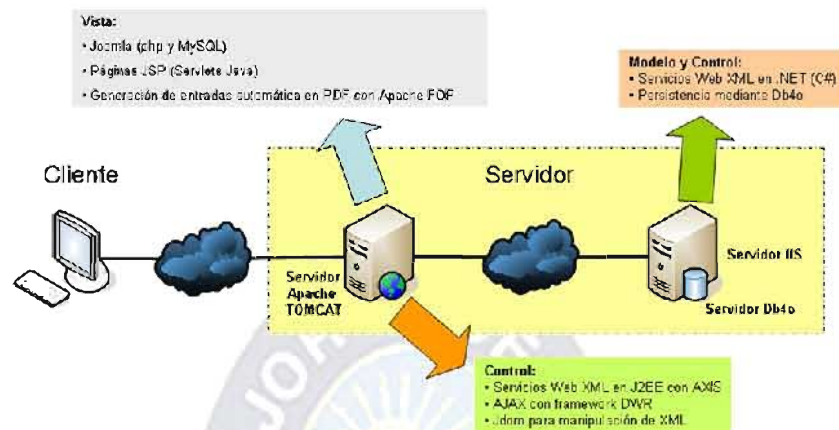 Vista:
• Joomla (php y MySQL)
• Páginas JSP (Servlets Java)
• Generación de entradas automática en PDF con Apache FOP
Modelo y Control:
• Servicios Web XML en .NET (C#)
• Persistencia mediante Db4o
Cliente
Servidor
Servidor
Apache
TOMCAT
Servidor IIS
Servidor Db4o
Control:
• Servicios Web XML en J2EE con AXIS
• AJAX con framework DWR
• Jdom para manipulación de XML
JOA